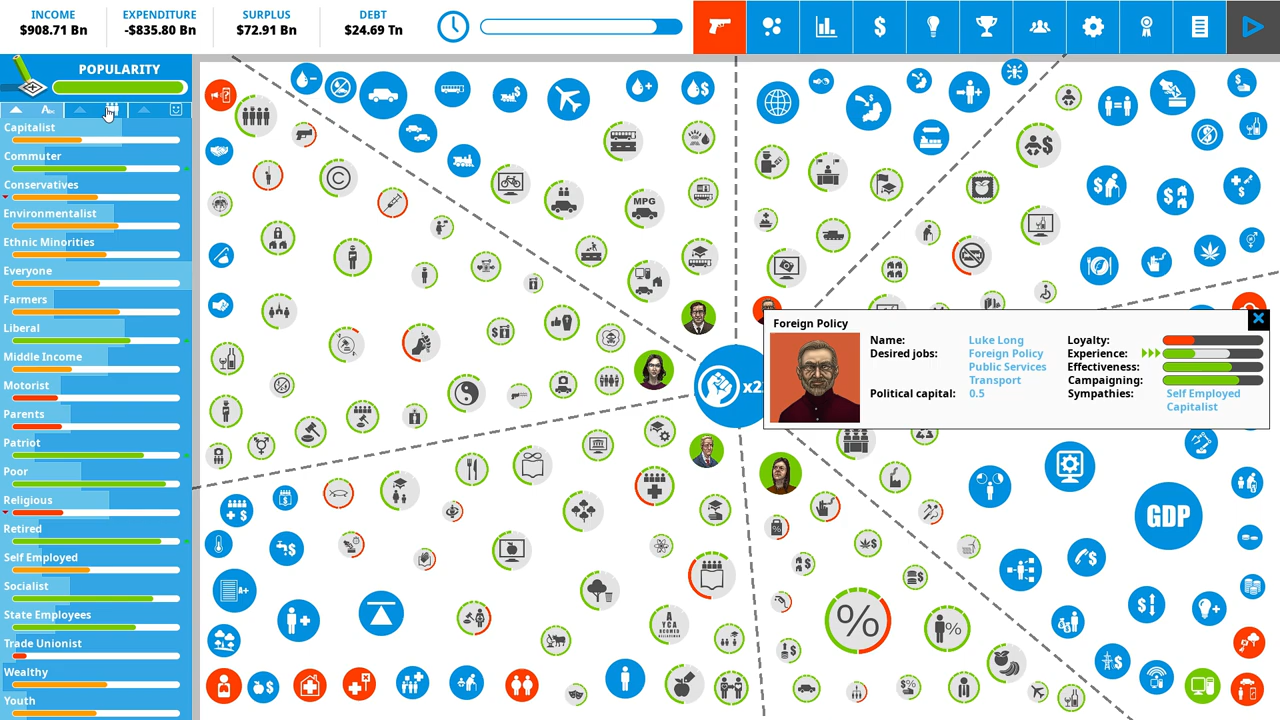 INCOME
$908.71 Bn
EXPENDITURE
-$835.80 Bn
SURPLUS
$72.91 Bn
DEBT
$24.69 Tn
POPULARITY
Capitalist
Commuter
Conservatives
Environmentalist
Ethnic Minorities
Everyone
Farmers
Liberal
Middle Income
Motorist
Parents
Patriot
Poor
Religious
Retired
Self Employed
Socialist
State Employees
Trade Unionist
Wealthy
Youth
MPG
x2
Foreign Policy
Name: Luke Long
Desired jobs: Foreign Policy
Public Services
Transport
Political capital: 0.5
Loyalty:
Experience:
Effectiveness:
Campaigning:
Sympathies: Self Employed
Capitalist
GDP
A+
%
%
A
YCA